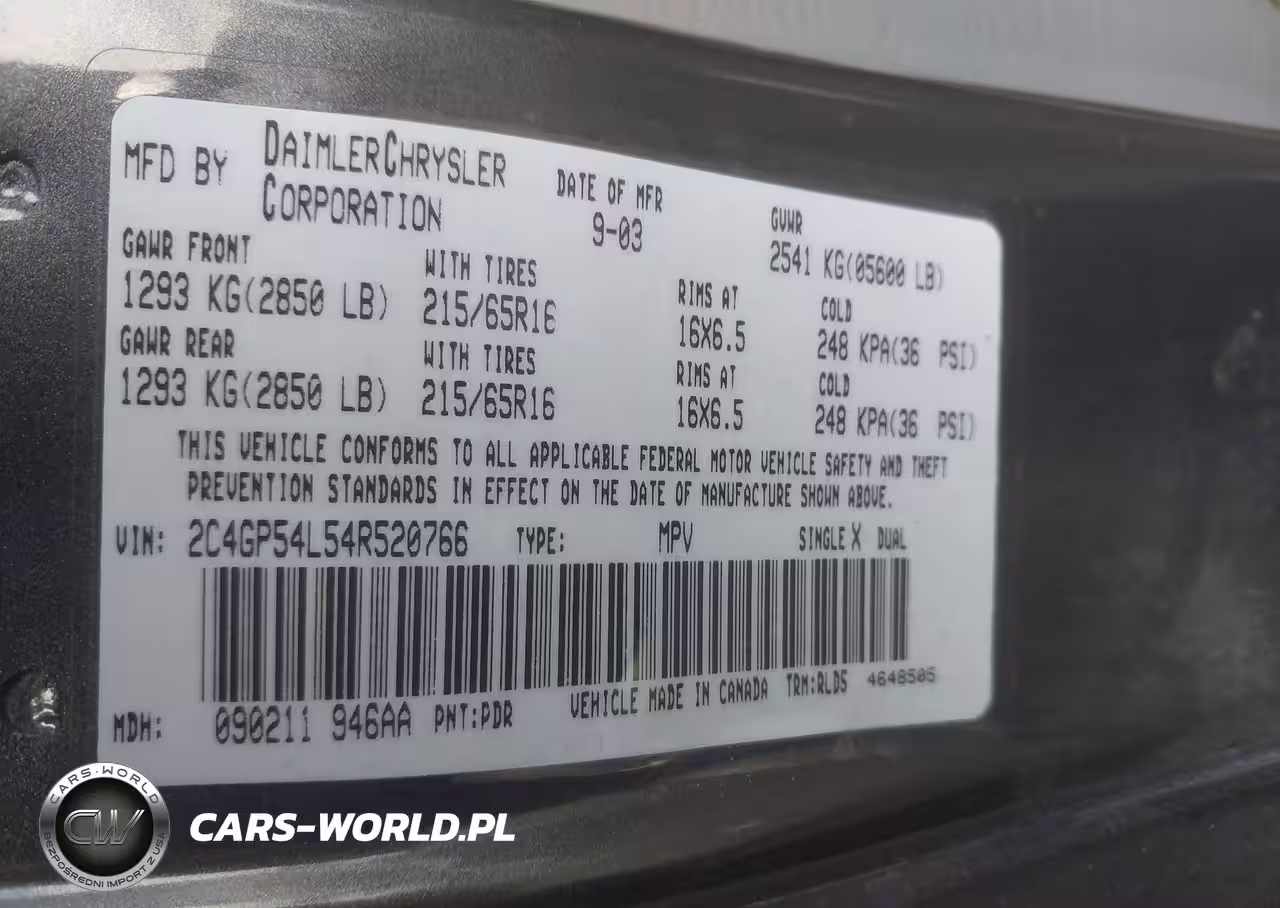 MFD BY DAIMLERCHRYSLER CORPORATION
DATE OF MFR 9-03
GVWR 2541 KG(05600 LB)
GAWR FRONT WITH TIRES RIMS AT COLD
1293 KG(2850 LB) 215/65R16 16X6.5 248 KPA(36 PSI)
GAWR REAR WITH TIRES RIMS AT COLD
1293 KG(2850 LB) 215/65R16 16X6.5 248 KPA(36 PSI)
THIS VEHICLE CONFORMS TO ALL APPLICABLE FEDERAL MOTOR VEHICLE SAFETY AND THEFT
PREVENTION STANDARDS IN EFFECT ON THE DATE OF MANUFACTURE SHOWN ABOVE.
VIN: 2C4GP54L54R520766 TYPE: MPV SINGLE X DUAL
MDH: 090211 946AA PNT:PDR VEHICLE MADE IN CANADA TRM:RLD5 4648505
CARS-WORLD
CW
BEZPOŚREDNI IMPORT Z USA
CARS-WORLD.PL